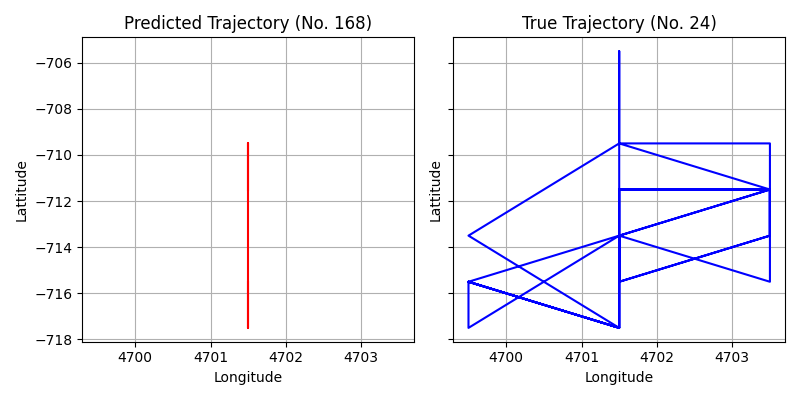 Predicted Trajectory (No. 168)
True Trajectory (No. 24)
Lattitude
−706
−708
−710
−712
−714
−716
−718
4700
4701
4702
4703
Longitude
Lattitude
4700
4701
4702
4703
Longitude